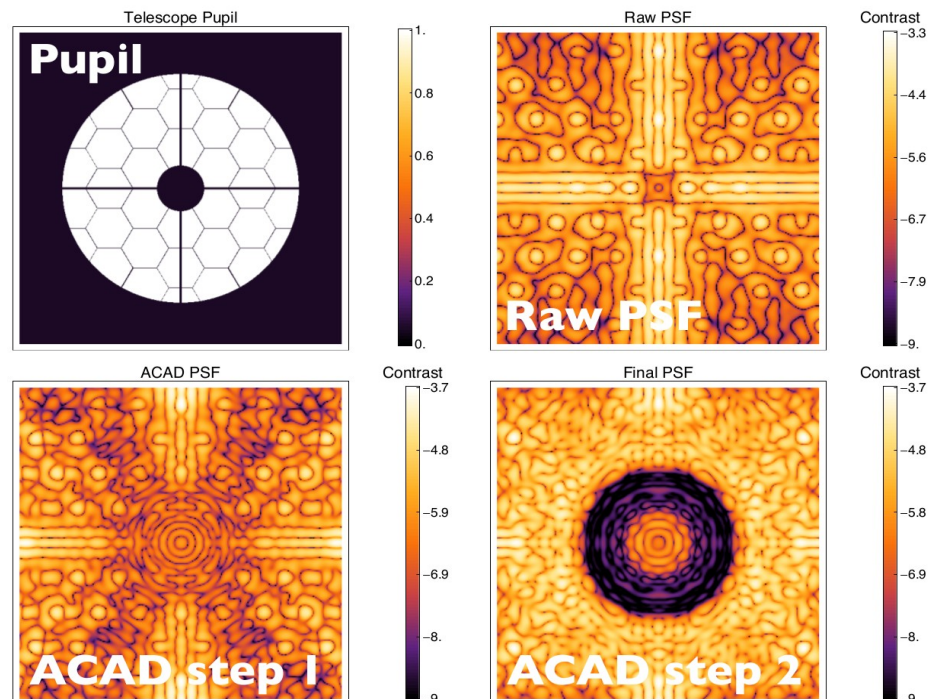 Telescope Pupil
Pupil
1.
0.8
0.6
0.4
0.2
0.
Raw PSF
Contrast
Raw PSF
-3.3
-4.4
-5.6
-6.7
-7.9
-9.
ACAD PSF
Contrast
ACAD step 1
-3.7
-4.8
-5.9
-6.9
-8.
-9.
Final PSF
Contrast
ACAD step 2
-3.7
-4.8
-5.8
-6.9
-8.
-9.